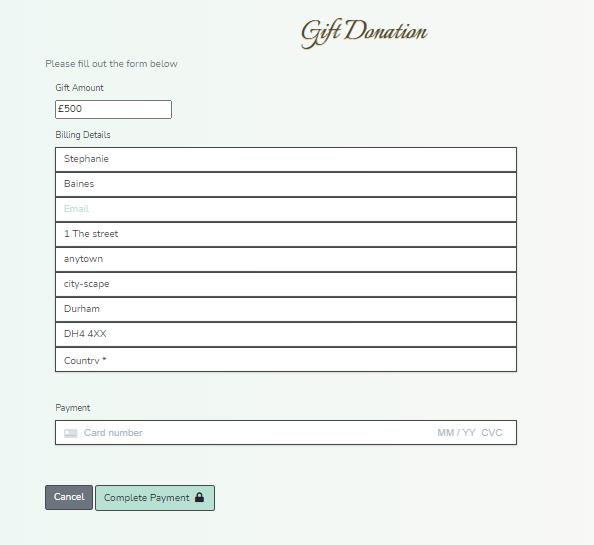 Gift Donation
Please fill out the form below
Gift Amount
£500
Billing Details
Stephanie
Baines
Email
1 The street
anytown
city-scape
Durham
DH4 4XX
Country *
Payment
Card number MM / YY CVC
Cancel Complete Payment